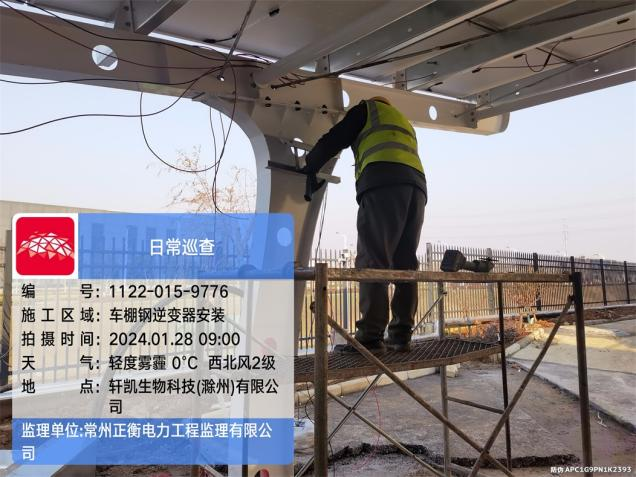 日常巡查
编号：1122-015-9776
施工区域：车棚钢逆变器安装
拍摄时间：2024.01.28 09:00
天气：轻度雾霾 0℃ 西北风2级
地点：轩凯生物科技(滁州)有限公
司
监理单位:常州正衡电力工程监理有限公
司
防伪 APC1G9PN1K2393